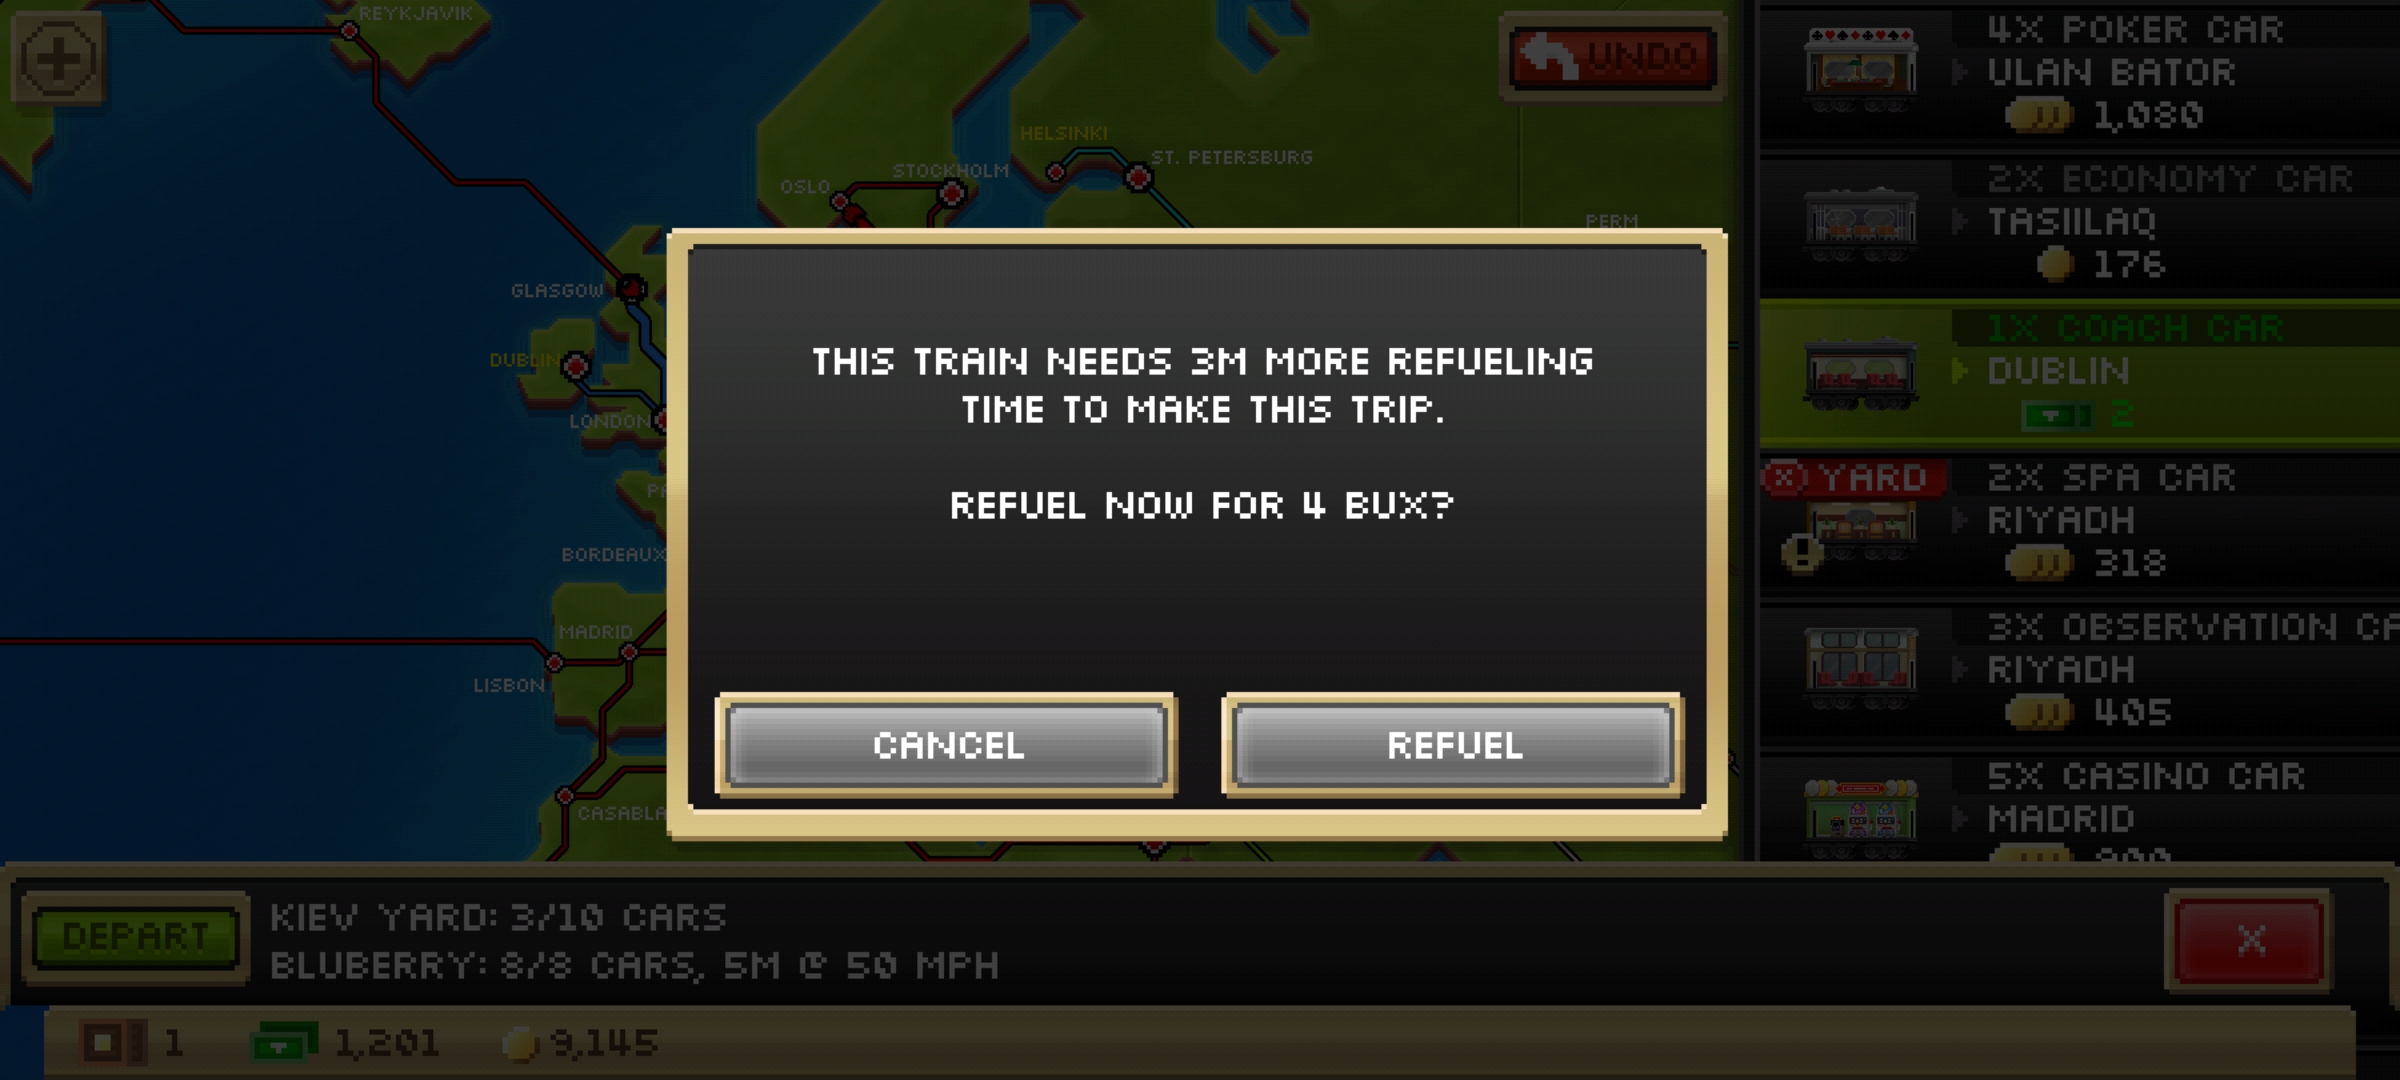 REYKJAVIK
UNDO
HELSINKI
ST. PETERSBURG
STOCKHOLM
OSLO
PERM
GLASGOW
DUBLIN
LONDON
BORDEAUX
MADRID
LISBON
THIS TRAIN NEEDS 3M MORE REFUELING
TIME TO MAKE THIS TRIP.
REFUEL NOW FOR 4 BUX?
CANCEL
REFUEL
4X POKER CAR
ULAN BATOR
1,080
2X ECONOMY CAR
TASIILAQ
176
1X COACH CAR
DUBLIN
2
YARD
2X SPA CAR
RIYADH
318
3X OBSERVATION CA
RIYADH
405
5X CASINO CAR
MADRID
DEPART
KIEV YARD: 3/10 CARS
BLUBERRY: 8/8 CARS, 5M @ 50 MPH
X
1
1,201
9,145